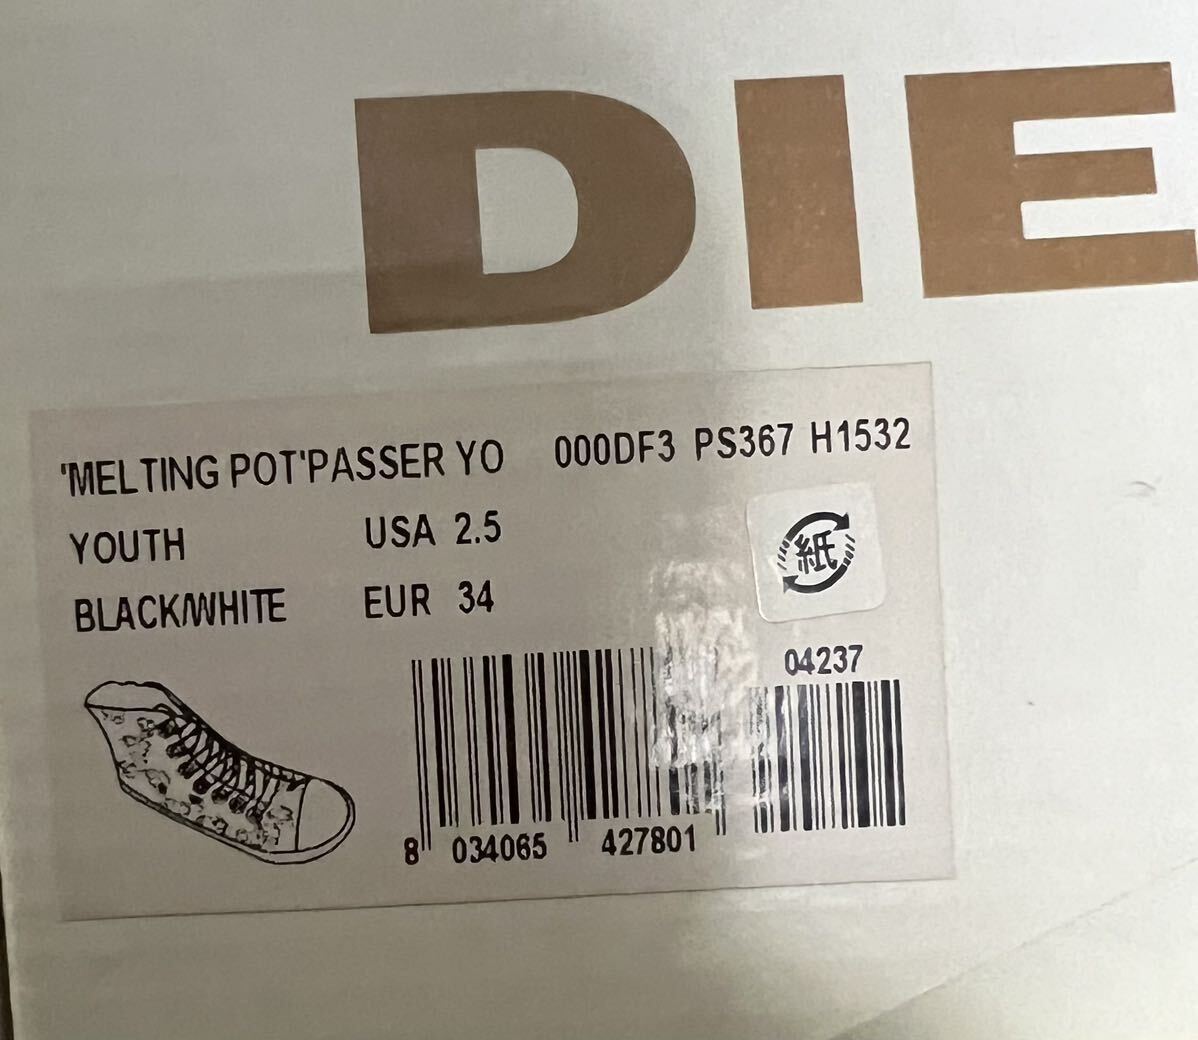 DIE
'MELTING POT'PASSER YO 000DF3 PS367 H1532
YOUTH USA 2.5
BLACK/WHITE EUR 34
紙
04237
8 034065 427801